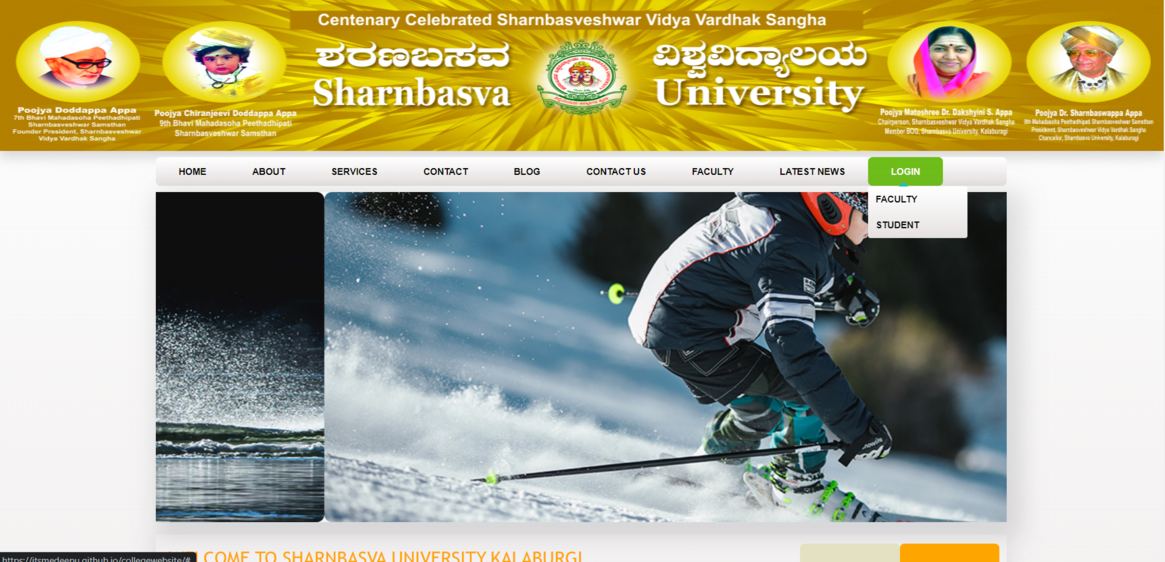 Centenary Celebrated Sharnbasveshwar Vidya Vardhak Sangha
ಶರಣಬಸವ ವಿಶ್ವವಿದ್ಯಾಲಯ
Sharnbasva University
Poojya Doddappa Appa
7th Bhavi Mahadasoha Peethadhipati
Sharnbasveshwar Samsthan
Founder President, Sharnbasveshwar
Vidya Vardhak Sangha
Poojya Chiranjeevi Doddappa Appa
9th Bhavi Mahadasoha Peethadhipati
Sharnbasveshwar Samsthan
Poojya Matoshree Dr. Dakshyini S. Appa
Chairperson, Sharnbasveshwar Vidya Vardhak Sangha
Member BOG, Sharnbasva University, Kalaburagi
Poojya Dr. Sharnbaswappa Appa
8th Mahadasoha Peethadhipati Sharnbasveshwar Samsthan
President, Sharnbasveshwar Vidya Vardhak Sangha
Chancellor, Sharnbasva University, Kalaburagi
HOME ABOUT SERVICES CONTACT BLOG CONTACT US FACULTY LATEST NEWS LOGIN
FACULTY
STUDENT
COME TO SHARNBASVA UNIVERSITY KALABURGI
https://itsmedeepu.github.io/collegewebsite/#